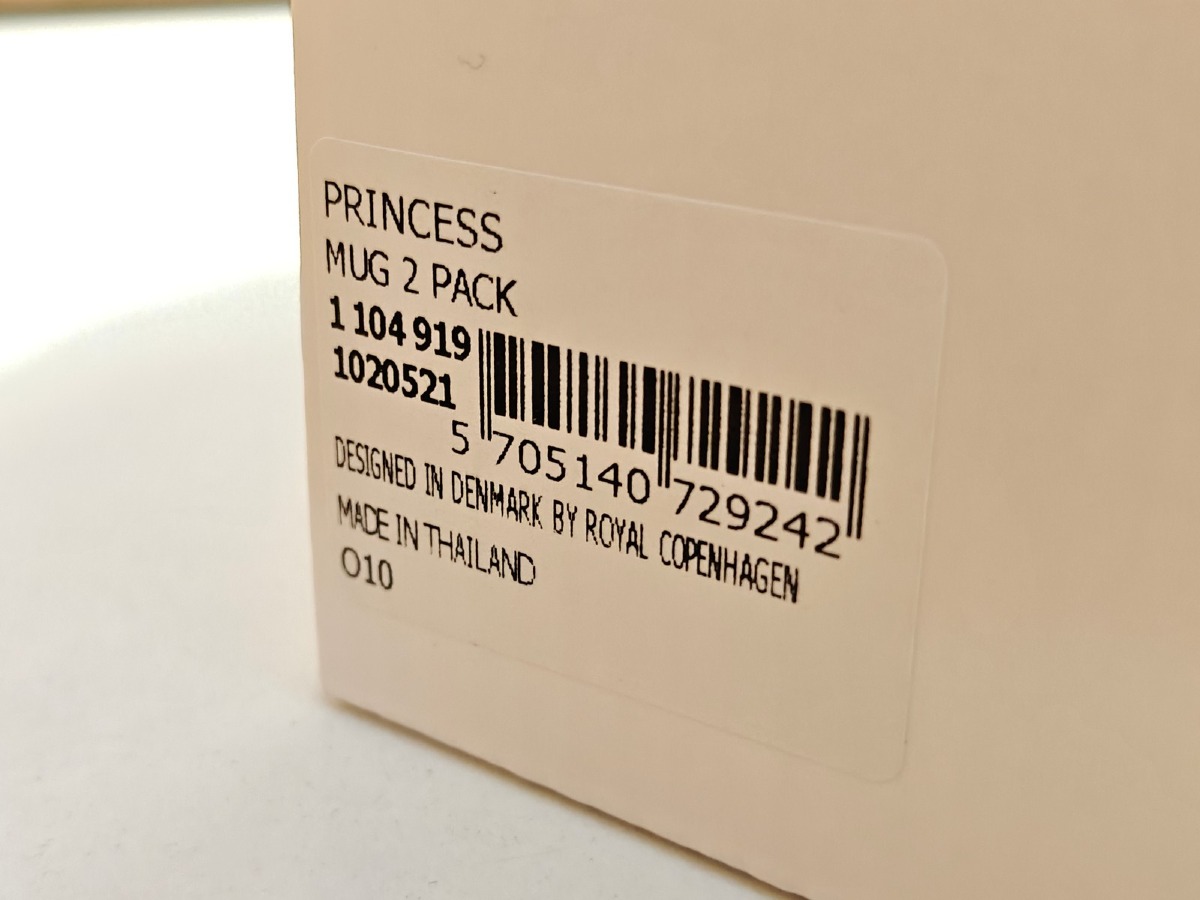 PRINCESS
MUG 2 PACK
1 104 919
1020521
5 705140 729242
DESIGNED IN DENMARK BY ROYAL COPENHAGEN
MADE IN THAILAND
O10